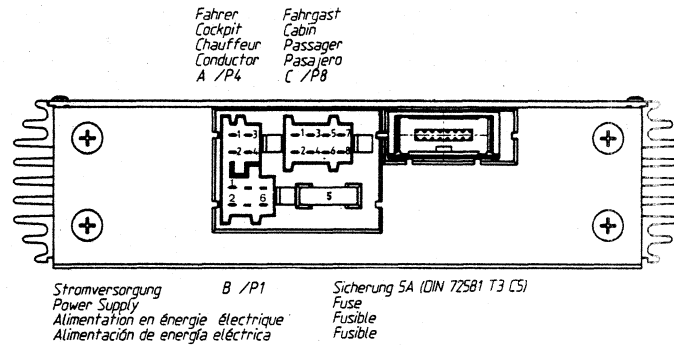 Fahrer Fahrgast
Cockpit Cabin
Chauffeur Passager
Conductor Pasajero
A /P4 C /P8
1 3 1 3 5 7
2 4 2 4 6 8
1
2 6 5
Stromversorgung B /P1 Sicherung 5A (DIN 72581 T3 C5)
Power Supply Fuse
Alimentation en énergie électrique Fusible
Alimentación de energía eléctrica Fusible